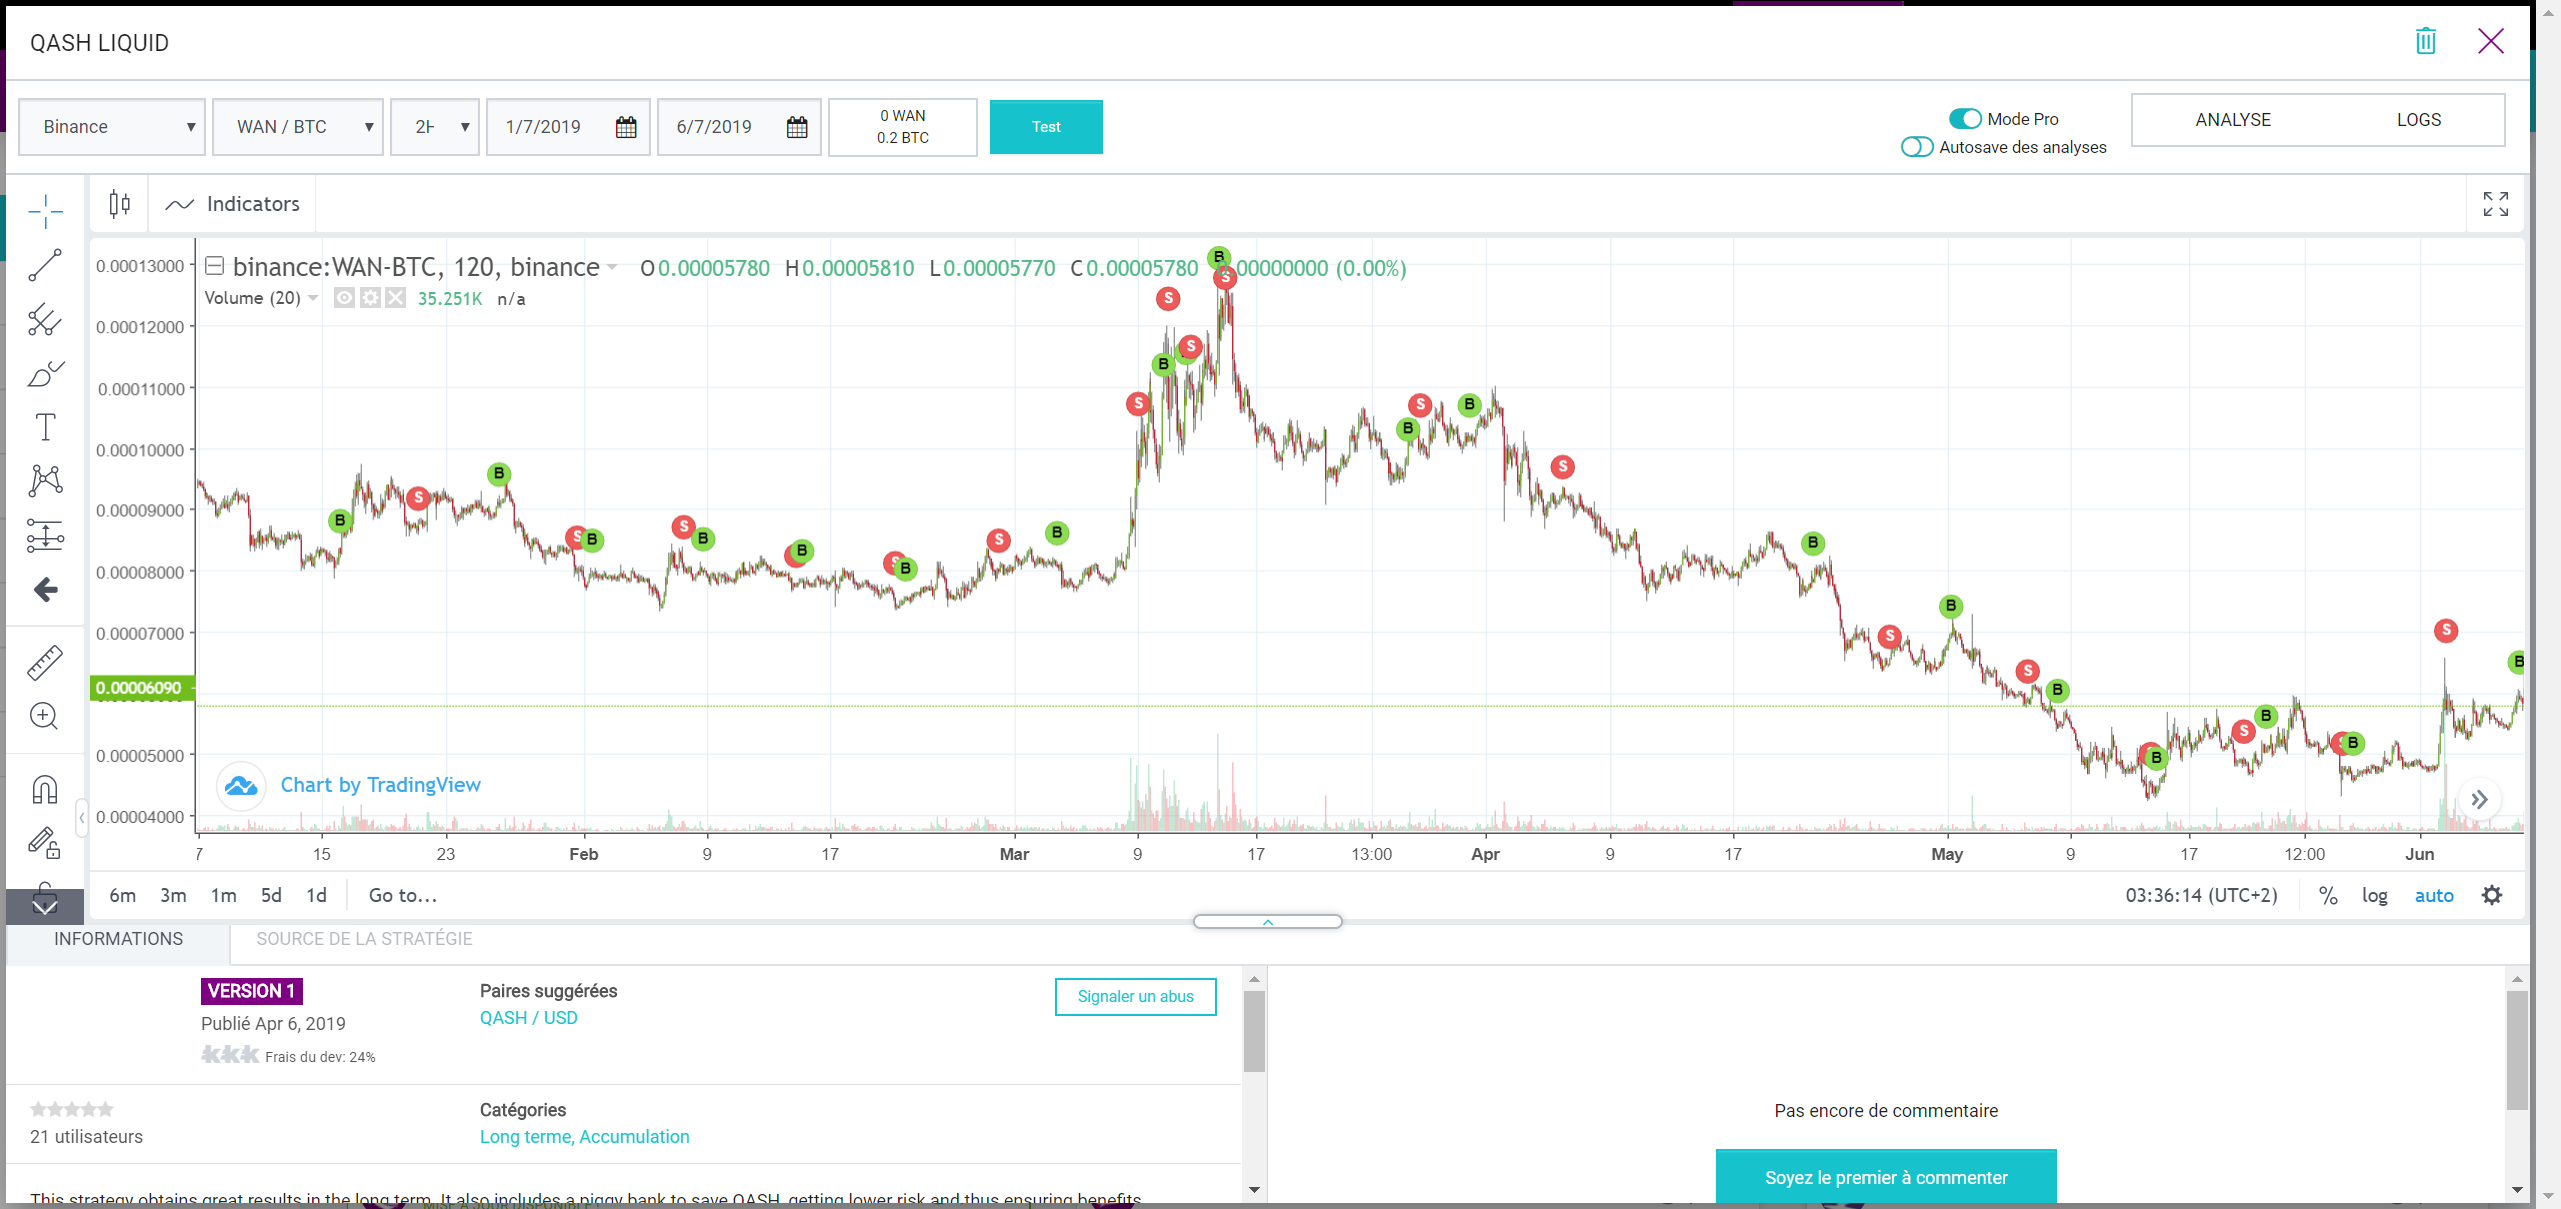 QASH LIQUID
Binance
WAN / BTC
2H
1/7/2019
6/7/2019
0 WAN
0.2 BTC
Test
Mode Pro
Autosave des analyses
ANALYSE
LOGS
Indicators
binance:WAN-BTC, 120, binance O0.00005780 H0.00005810 L0.00005770 C0.00005780 0.00000000 (0.00%)
Volume (20) 35.251K n/a
0.00013000
0.00012000
0.00011000
0.00010000
0.00009000
0.00008000
0.00007000
0.00006090
0.00005000
0.00004000
B S B S B S B S B S B S B S B S B S B S B S B S B S B S B S B S B S B
Chart by TradingView
7 15 23 Feb 9 17 Mar 9 17 13:00 Apr 9 17 May 9 17 12:00 Jun
6m 3m 1m 5d 1d Go to...
03:36:14 (UTC+2) % log auto
INFORMATIONS
SOURCE DE LA STRATÉGIE
VERSION 1
Publié Apr 6, 2019
Frais du dev: 24%
Paires suggérées
QASH / USD
Signaler un abus
21 utilisateurs
Catégories
Long terme, Accumulation
This strategy obtains great results in the long term. It also includes a piggy bank to save QASH, getting lower risk and thus ensuring benefits
MISE À JOUR DISPONIBLE
Pas encore de commentaire
Soyez le premier à commenter